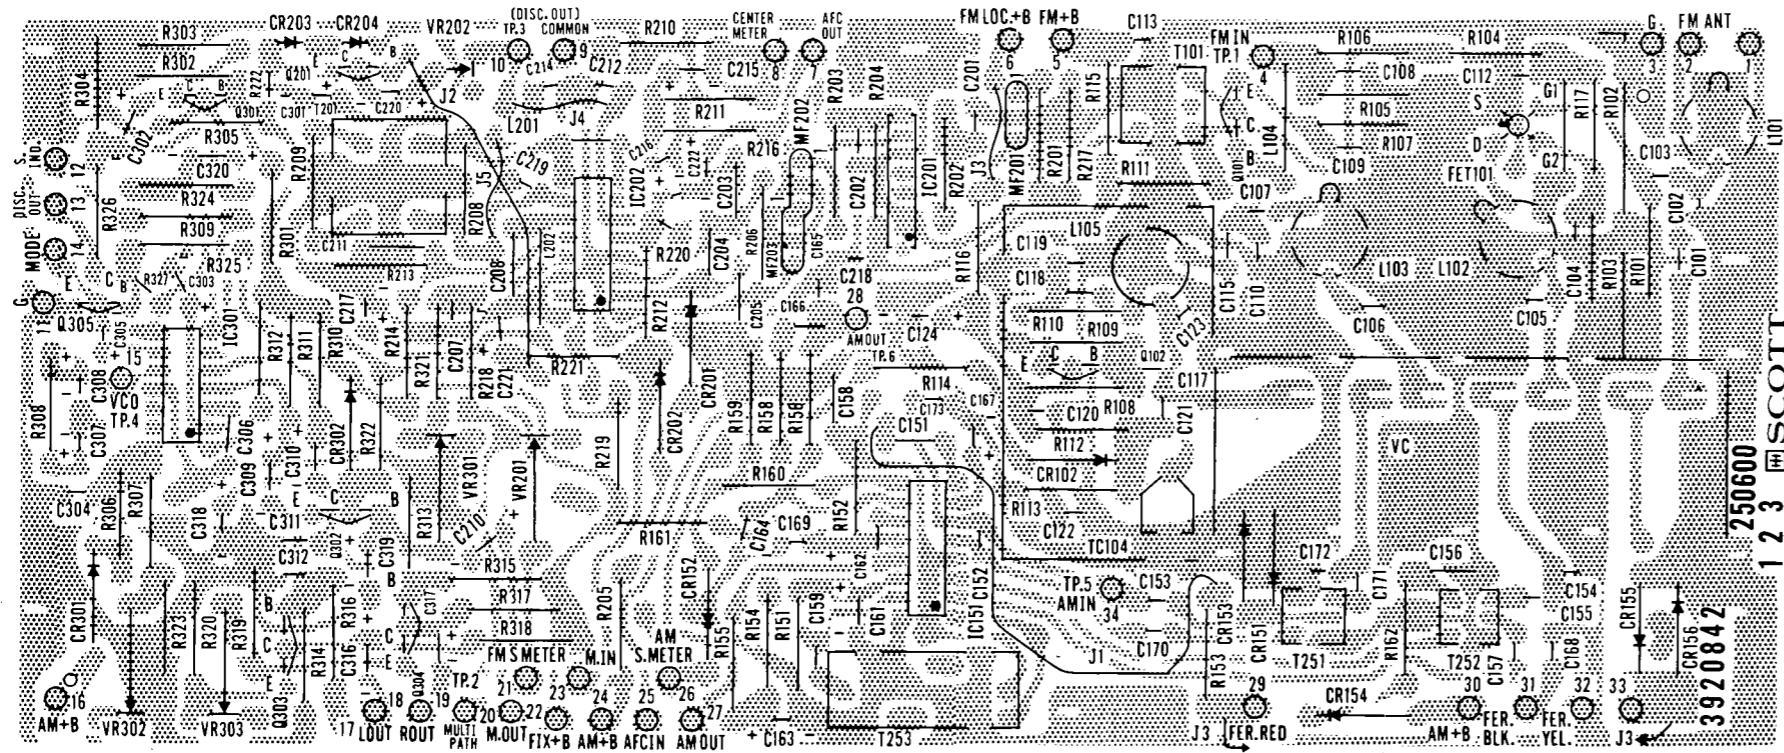 R303 CR203 CR204 VR202 (DISC. OUT) TP.3 COMMON R210 CENTER METER AFC OUT FM LOC.+B FM+B C113 FM IN TP.1 R106 R104 G. FM ANT
10 9 8 7 6 5 4 3 2 1
R302 R222 Q201 E C B C214 C212 C215 R203 R204 C201 R115 T101 C108 C112
R304 E C B Q301 C301 T201 C220 J2 R211 MF202 E C B Q101 L104 R105 S G1 R117 R102
C302 R305 L201 J4 R216 D G2 L101
R107
S. IND. 12 C320 R209 J5 C219 C216 IC202 C222 C203 C202 IC201 R202 J3 MF201 R201 R217 R111 C109 C103
DISC. OUT 13 R324 FET101
R326 R208 C107 C102
MODE 14 R309 R301 C211 L202 R220 C204 R206 MF203 C165 R116 C119 L105
E C B R327 R325 C303 R213 C208 C218 C118 C115 C110 L103 L102 C104 R103 R101 C101
G 11 Q305 C305 IC301 C217 R212 C205 C166 28 AMOUT C124 R110 R109 C123 C106 C105
15 R312 R311 R310 R214 R321 C207 R218 C221 R221 TP.6 E C B Q102
R308 C308 VCO TP.4 C307 CR201 R159 R158 R156 C158 R114 C117
C173 C167 C120 R108 C121
C306 C309 C310 CR302 R322 VR301 VR201 R219 CR202 C151 R112 VC
C304 R306 R307 E C B R313 R160 R152 CR102
C318 C311 Q302 C319 C210 R161 C164 C169 C162 R113 C122
C312 R315 CR152 C152 TC104 C172 C156
CR301 R323 R320 R319 B C E Q303 R314 R316 C316 B C E Q304 C317 R317 R205 R155 R154 R151 C159 C161 IC151 TP.5 AMIN 34 C153 C171 C154
R318 CR153 CR151 R162 C155 CR155
FM S METER M.IN AM S.METER J1 C170 R153 T251 T252 C157 C168 CR156
16 AM+B VR302 VR303 17 LOUT 18 ROUT 19 TP.2 MULTI PATH 20 M.OUT 21 22 FIX+B 23 AM+B 24 AFCIN 25 26 AMOUT 27 C163 T253 J3 29 FER.RED CR154 30 AM+B 31 FER. BLK. 32 FER. YEL. 33 J3
3920842
250600
1 2 3 SCOTT